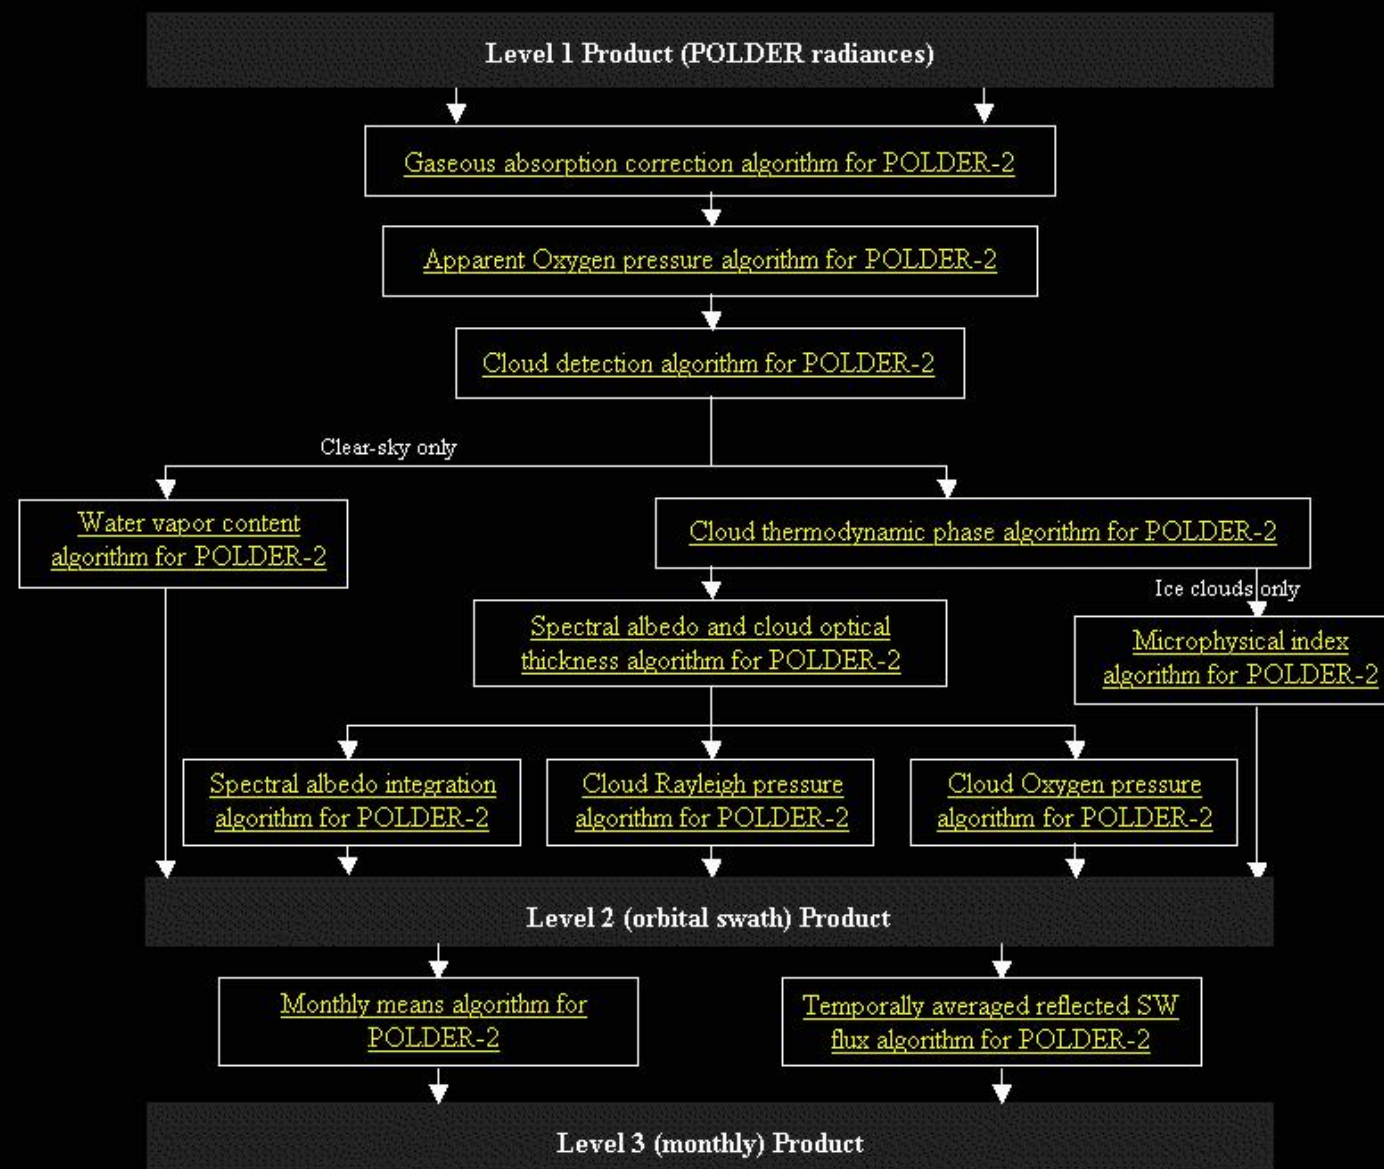 Level 1 Product (POLDER radiances)
Gaseous absorption correction algorithm for POLDER-2
Apparent Oxygen pressure algorithm for POLDER-2
Cloud detection algorithm for POLDER-2
Clear-sky only
Water vapor content
algorithm for POLDER-2
Cloud thermodynamic phase algorithm for POLDER-2
Ice clouds only
Spectral albedo and cloud optical
thickness algorithm for POLDER-2
Microphysical index
algorithm for POLDER-2
Spectral albedo integration
algorithm for POLDER-2
Cloud Rayleigh pressure
algorithm for POLDER-2
Cloud Oxygen pressure
algorithm for POLDER-2
Level 2 (orbital swath) Product
Monthly means algorithm for
POLDER-2
Temporally averaged reflected SW
flux algorithm for POLDER-2
Level 3 (monthly) Product